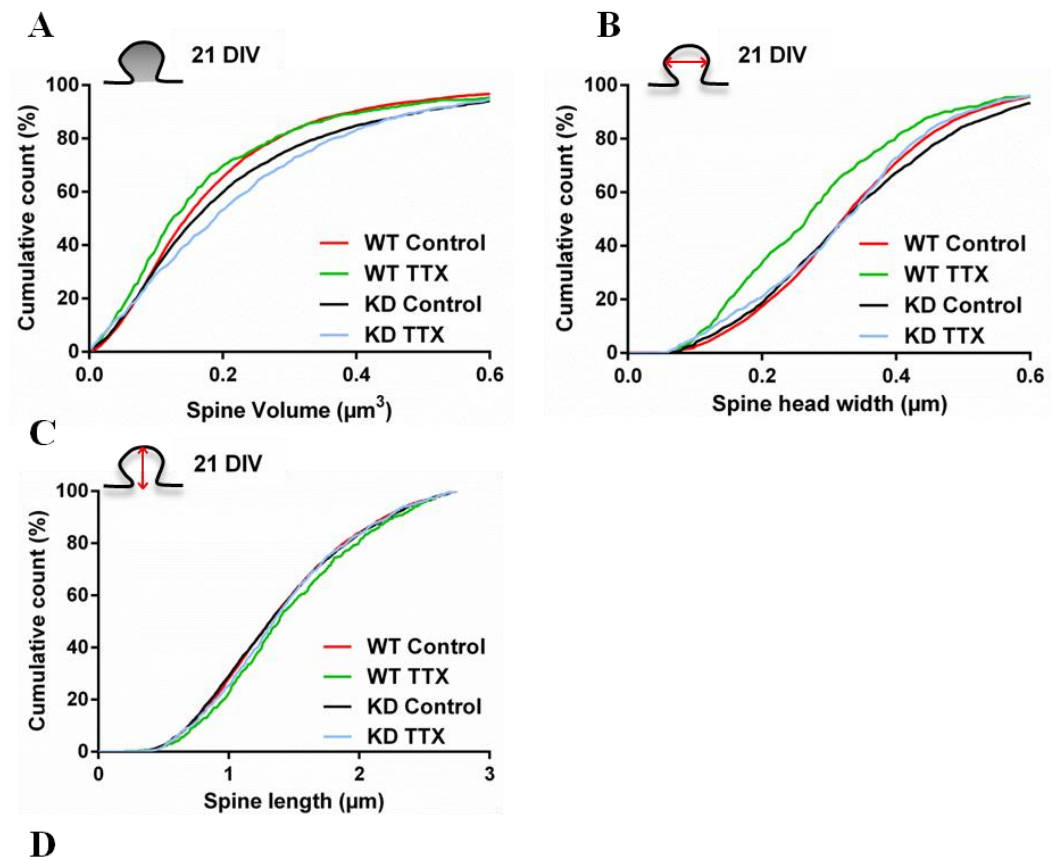 A
21 DIV
Cumulative count (%)
100
80
60
40
20
0
WT Control
WT TTX
KD Control
KD TTX
0.0 0.2 0.4 0.6
Spine Volume (µm³)
B
21 DIV
Cumulative count (%)
100
80
60
40
20
0
WT Control
WT TTX
KD Control
KD TTX
0.0 0.2 0.4 0.6
Spine head width (µm)
C
21 DIV
Cumulative count (%)
100
80
60
40
20
0
WT Control
WT TTX
KD Control
KD TTX
0 1 2 3
Spine length (µm)
D